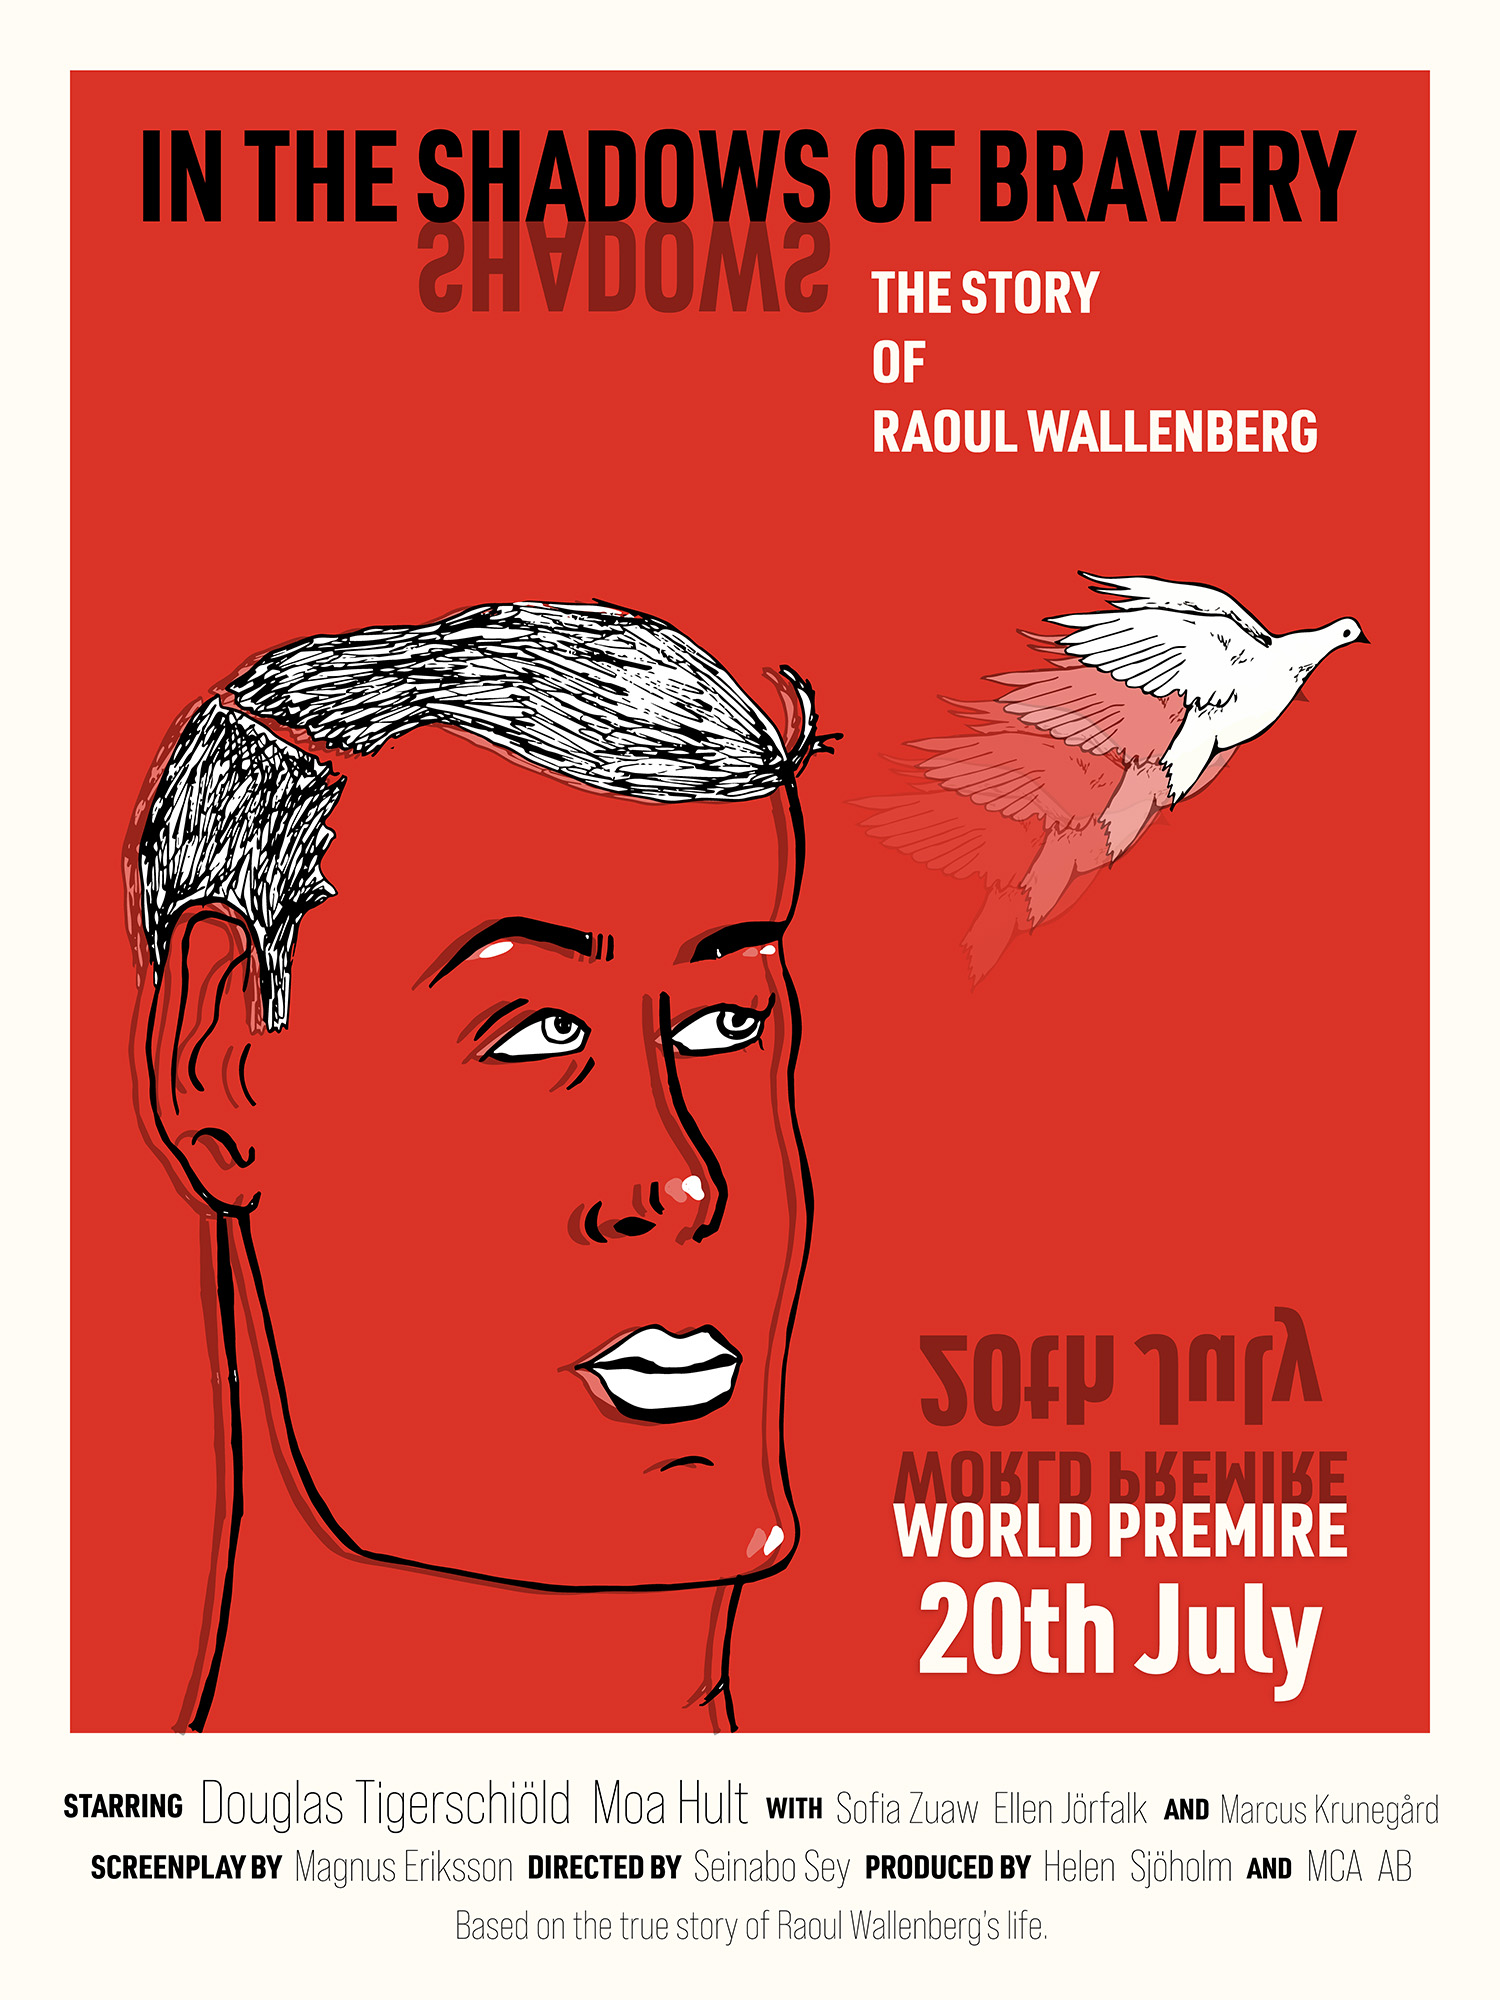 IN THE SHADOWS OF BRAVERY
SHADOWS
THE STORY
OF
RAOUL WALLENBERG
20th July
WORLD PREMIRE
WORLD PREMIRE
20th July
STARRING Douglas Tigerschiöld Moa Hult WITH Sofia Zuaw Ellen Jörfalk AND Marcus Krunegård
SCREENPLAY BY Magnus Eriksson DIRECTED BY Seinabo Sey PRODUCED BY Helen Sjöholm AND MCA AB
Based on the true story of Raoul Wallenberg's life.